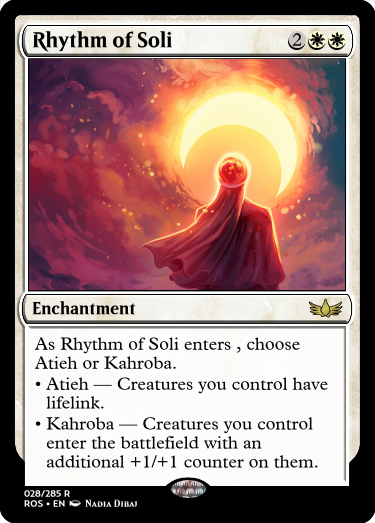 Rhythm of Soli 2
Enchantment
As Rhythm of Soli enters , choose
Atieh or Kahroba.
• Atieh — Creatures you control have
lifelink.
• Kahroba — Creatures you control
enter the battlefield with an
additional +1/+1 counter on them.
028/285 R
ROS • EN Nadia Dibaj